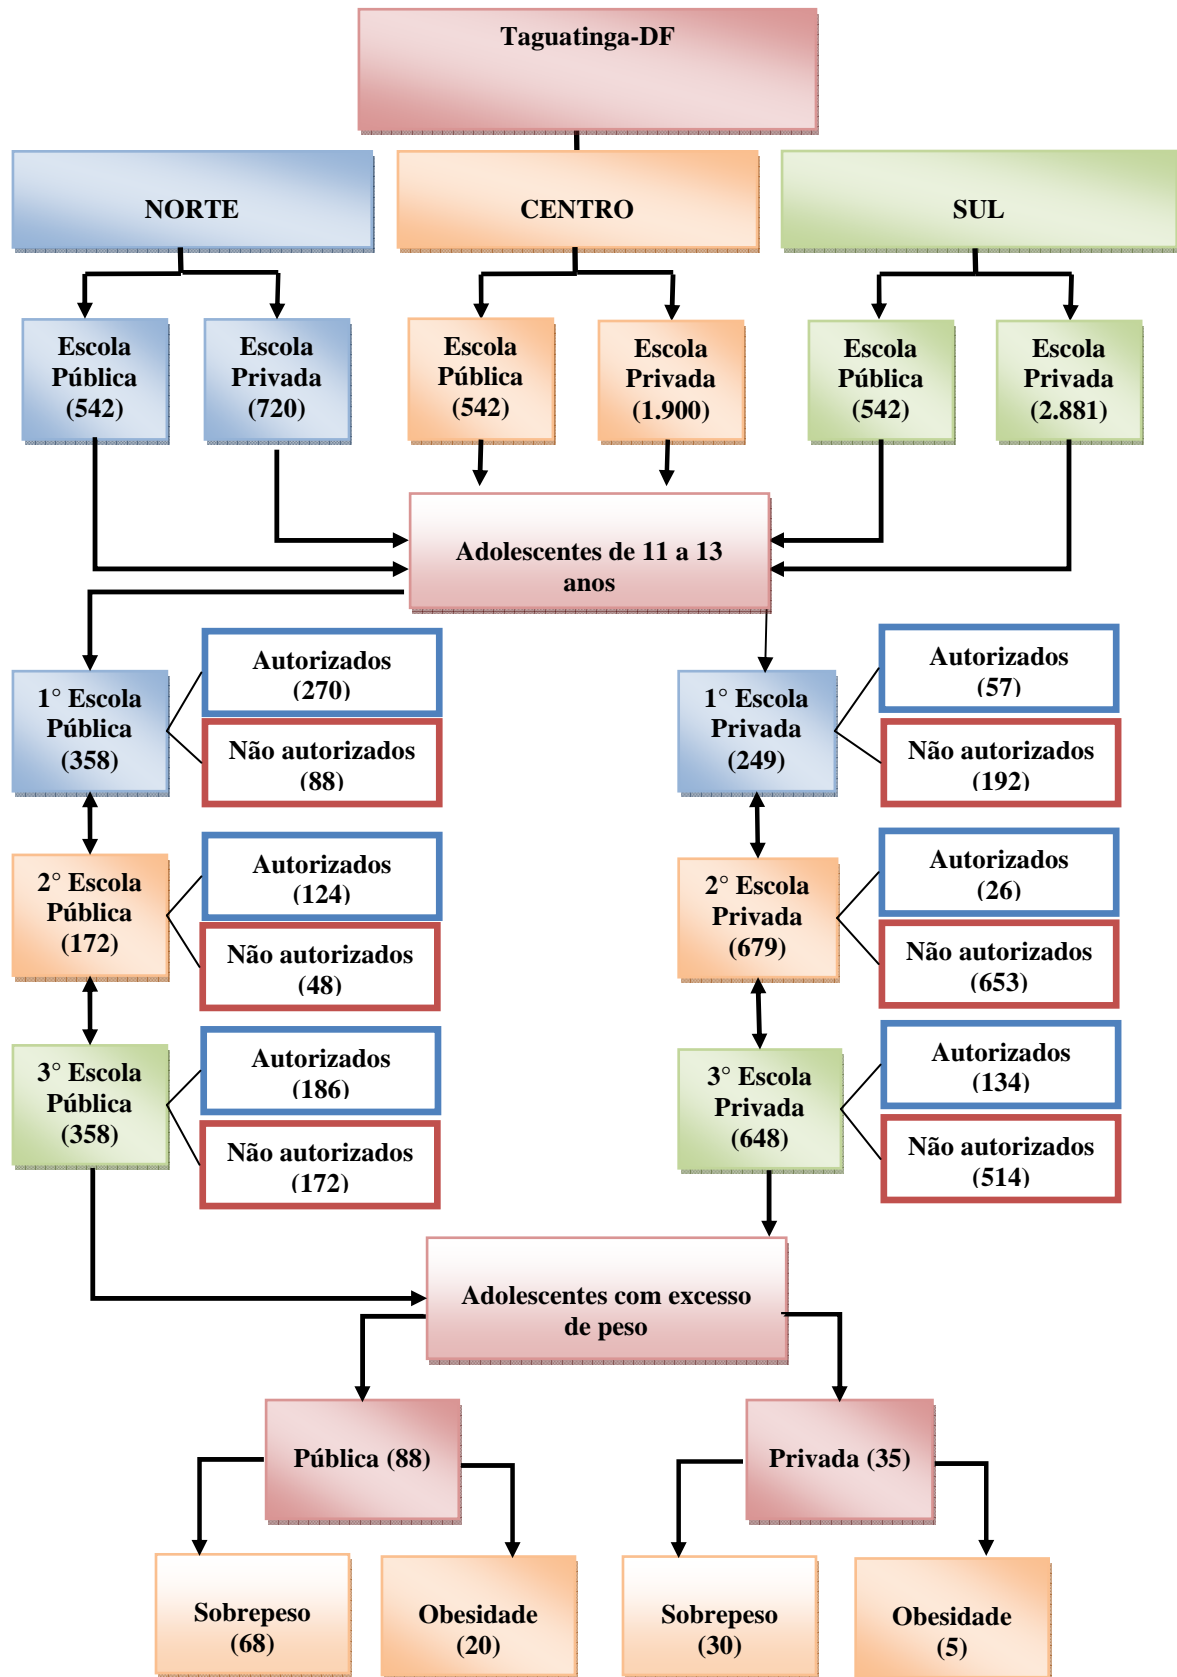 Taguatinga-DF
NORTE
CENTRO
SUL
Escola
Pública
(542)
Escola
Privada
(720)
Escola
Pública
(542)
Escola
Privada
(1.900)
Escola
Pública
(542)
Escola
Privada
(2.881)
Adolescentes de 11 a 13
anos
1° Escola
Pública
(358)
Autorizados
(270)
Não autorizados
(88)
1° Escola
Privada
(249)
Autorizados
(57)
Não autorizados
(192)
2° Escola
Pública
(172)
Autorizados
(124)
Não autorizados
(48)
2° Escola
Privada
(679)
Autorizados
(26)
Não autorizados
(653)
3° Escola
Pública
(358)
Autorizados
(186)
Não autorizados
(172)
3° Escola
Privada
(648)
Autorizados
(134)
Não autorizados
(514)
Adolescentes com excesso
de peso
Pública (88)
Privada (35)
Sobrepeso
(68)
Obesidade
(20)
Sobrepeso
(30)
Obesidade
(5)